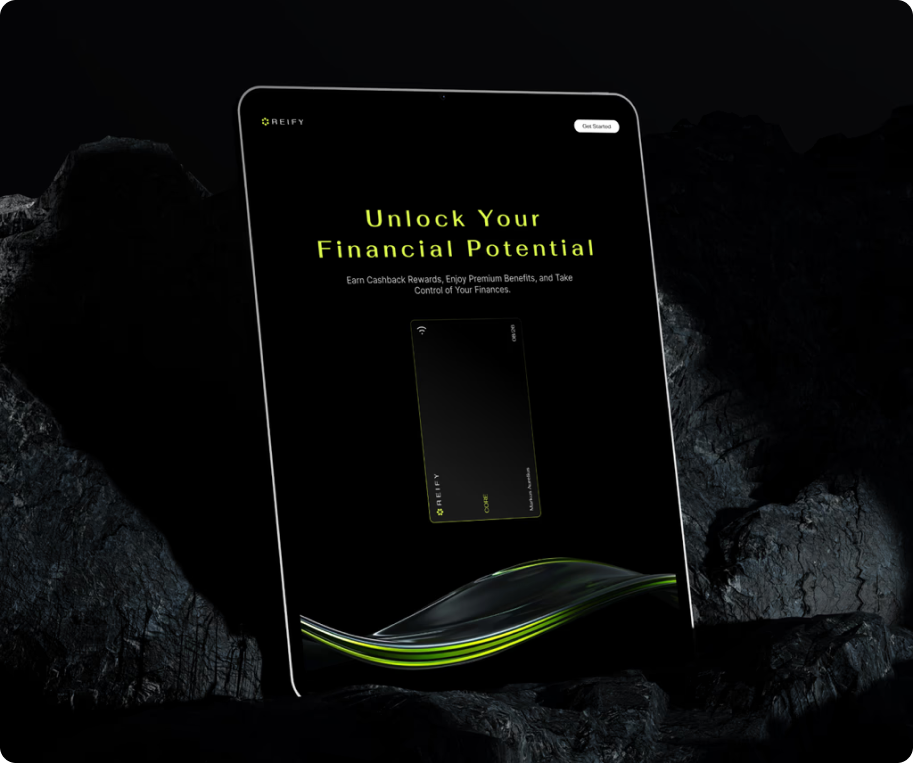 REIFY
Get Started
Unlock Your
Financial Potential
Earn Cashback Rewards, Enjoy Premium Benefits, and Take
Control of Your Finances.
REIFY
CORE
Markus Aurelius